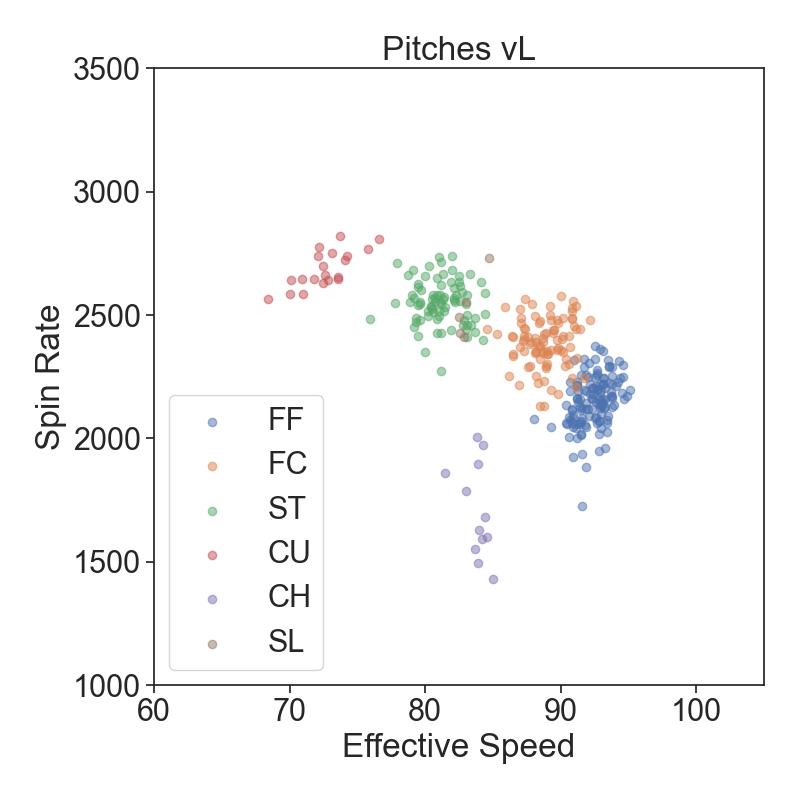 Pitches vL
3500
3000
2500
2000
1500
1000
Spin Rate
FF
FC
ST
CU
CH
SL
60 70 80 90 100
Effective Speed